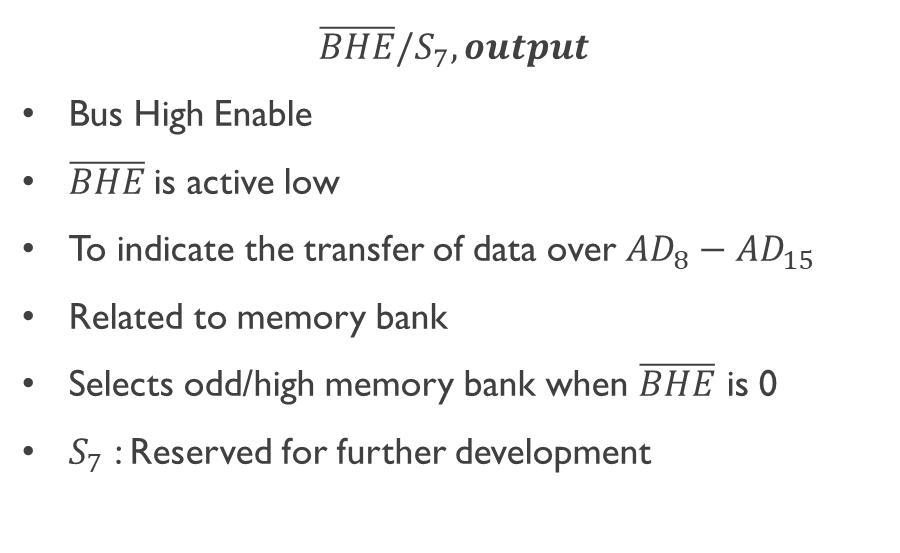 $\overline{BHE}/S_7$, output
• Bus High Enable
• $\overline{BHE}$ is active low
• To indicate the transfer of data over $AD_8 - AD_{15}$
• Related to memory bank
• Selects odd/high memory bank when $\overline{BHE}$ is 0
• $S_7$ : Reserved for further development